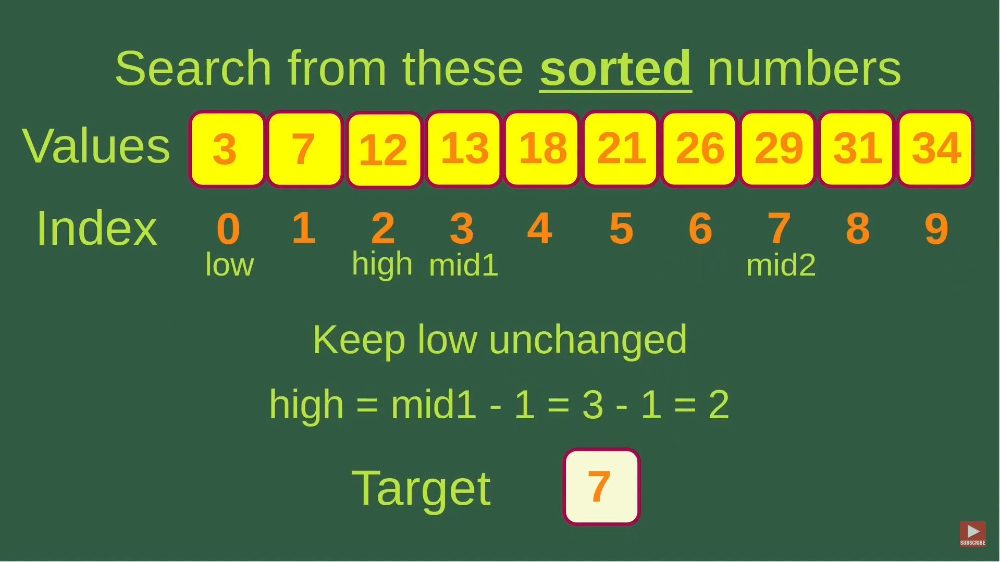 Search from these sorted numbers
Values 3 7 12 13 18 21 26 29 31 34
Index 0 1 2 3 4 5 6 7 8 9
low high mid1 mid2
Keep low unchanged
high = mid1 - 1 = 3 - 1 = 2
Target 7
SUBSCRIBE